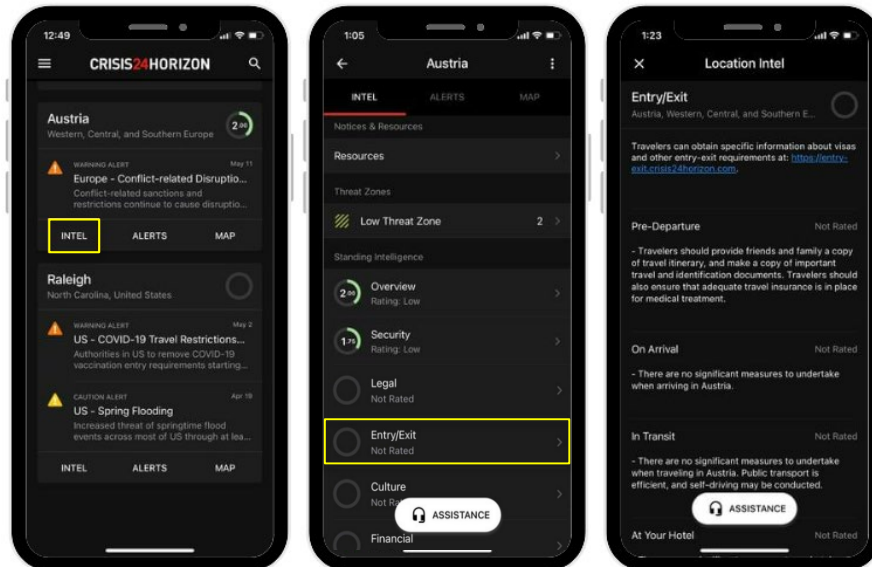 12:49
CRISIS24HORIZON
Austria
Western, Central, and Southern Europe
2.00
WARNING ALERT
May 11
Europe - Conflict-related Disruptio...
Conflict-related sanctions and
restrictions continue to cause disruptio...
INTEL
ALERTS
MAP
Raleigh
North Carolina, United States
WARNING ALERT
May 2
US - COVID-19 Travel Restrictions...
Authorities in US to remove COVID-19
vaccination entry requirements starting...
CAUTION ALERT
Apr 19
US - Spring Flooding
Increased threat of springtime flood
events across most of US through at lea...
INTEL
ALERTS
MAP
1:05
Austria
INTEL
ALERTS
MAP
Notices & Resources
Resources
Threat Zones
Low Threat Zone
2
Standing Intelligence
2.00
Overview
Rating: Low
1.75
Security
Rating: Low
Legal
Not Rated
Entry/Exit
Not Rated
Culture
Not Ra
ASSISTANCE
Financial
1:23
Location Intel
Entry/Exit
Austria, Western, Central, and Southern E...
Travelers can obtain specific information about visas
and other entry-exit requirements at: https://entry-
exit.crisis24horizon.com.
Pre-Departure
Not Rated
- Travelers should provide friends and family a copy
of travel itinerary, and make a copy of important
travel and identification documents. Travelers should
also ensure that adequate travel insurance is in place
for medical treatment.
On Arrival
Not Rated
- There are no significant measures to undertake
when arriving in Austria.
In Transit
Not Rated
- There are no significant measures to undertake
when traveling in Austria. Public transport is
efficient, and self-driving may be conducted.
ASSISTANCE
At Your Hotel
Not Rated